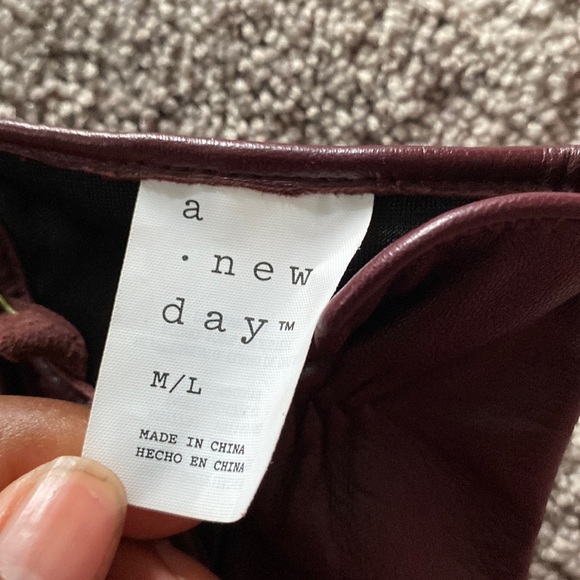 a
· new
day™
M/L
MADE IN CHINA
HECHO EN CHINA